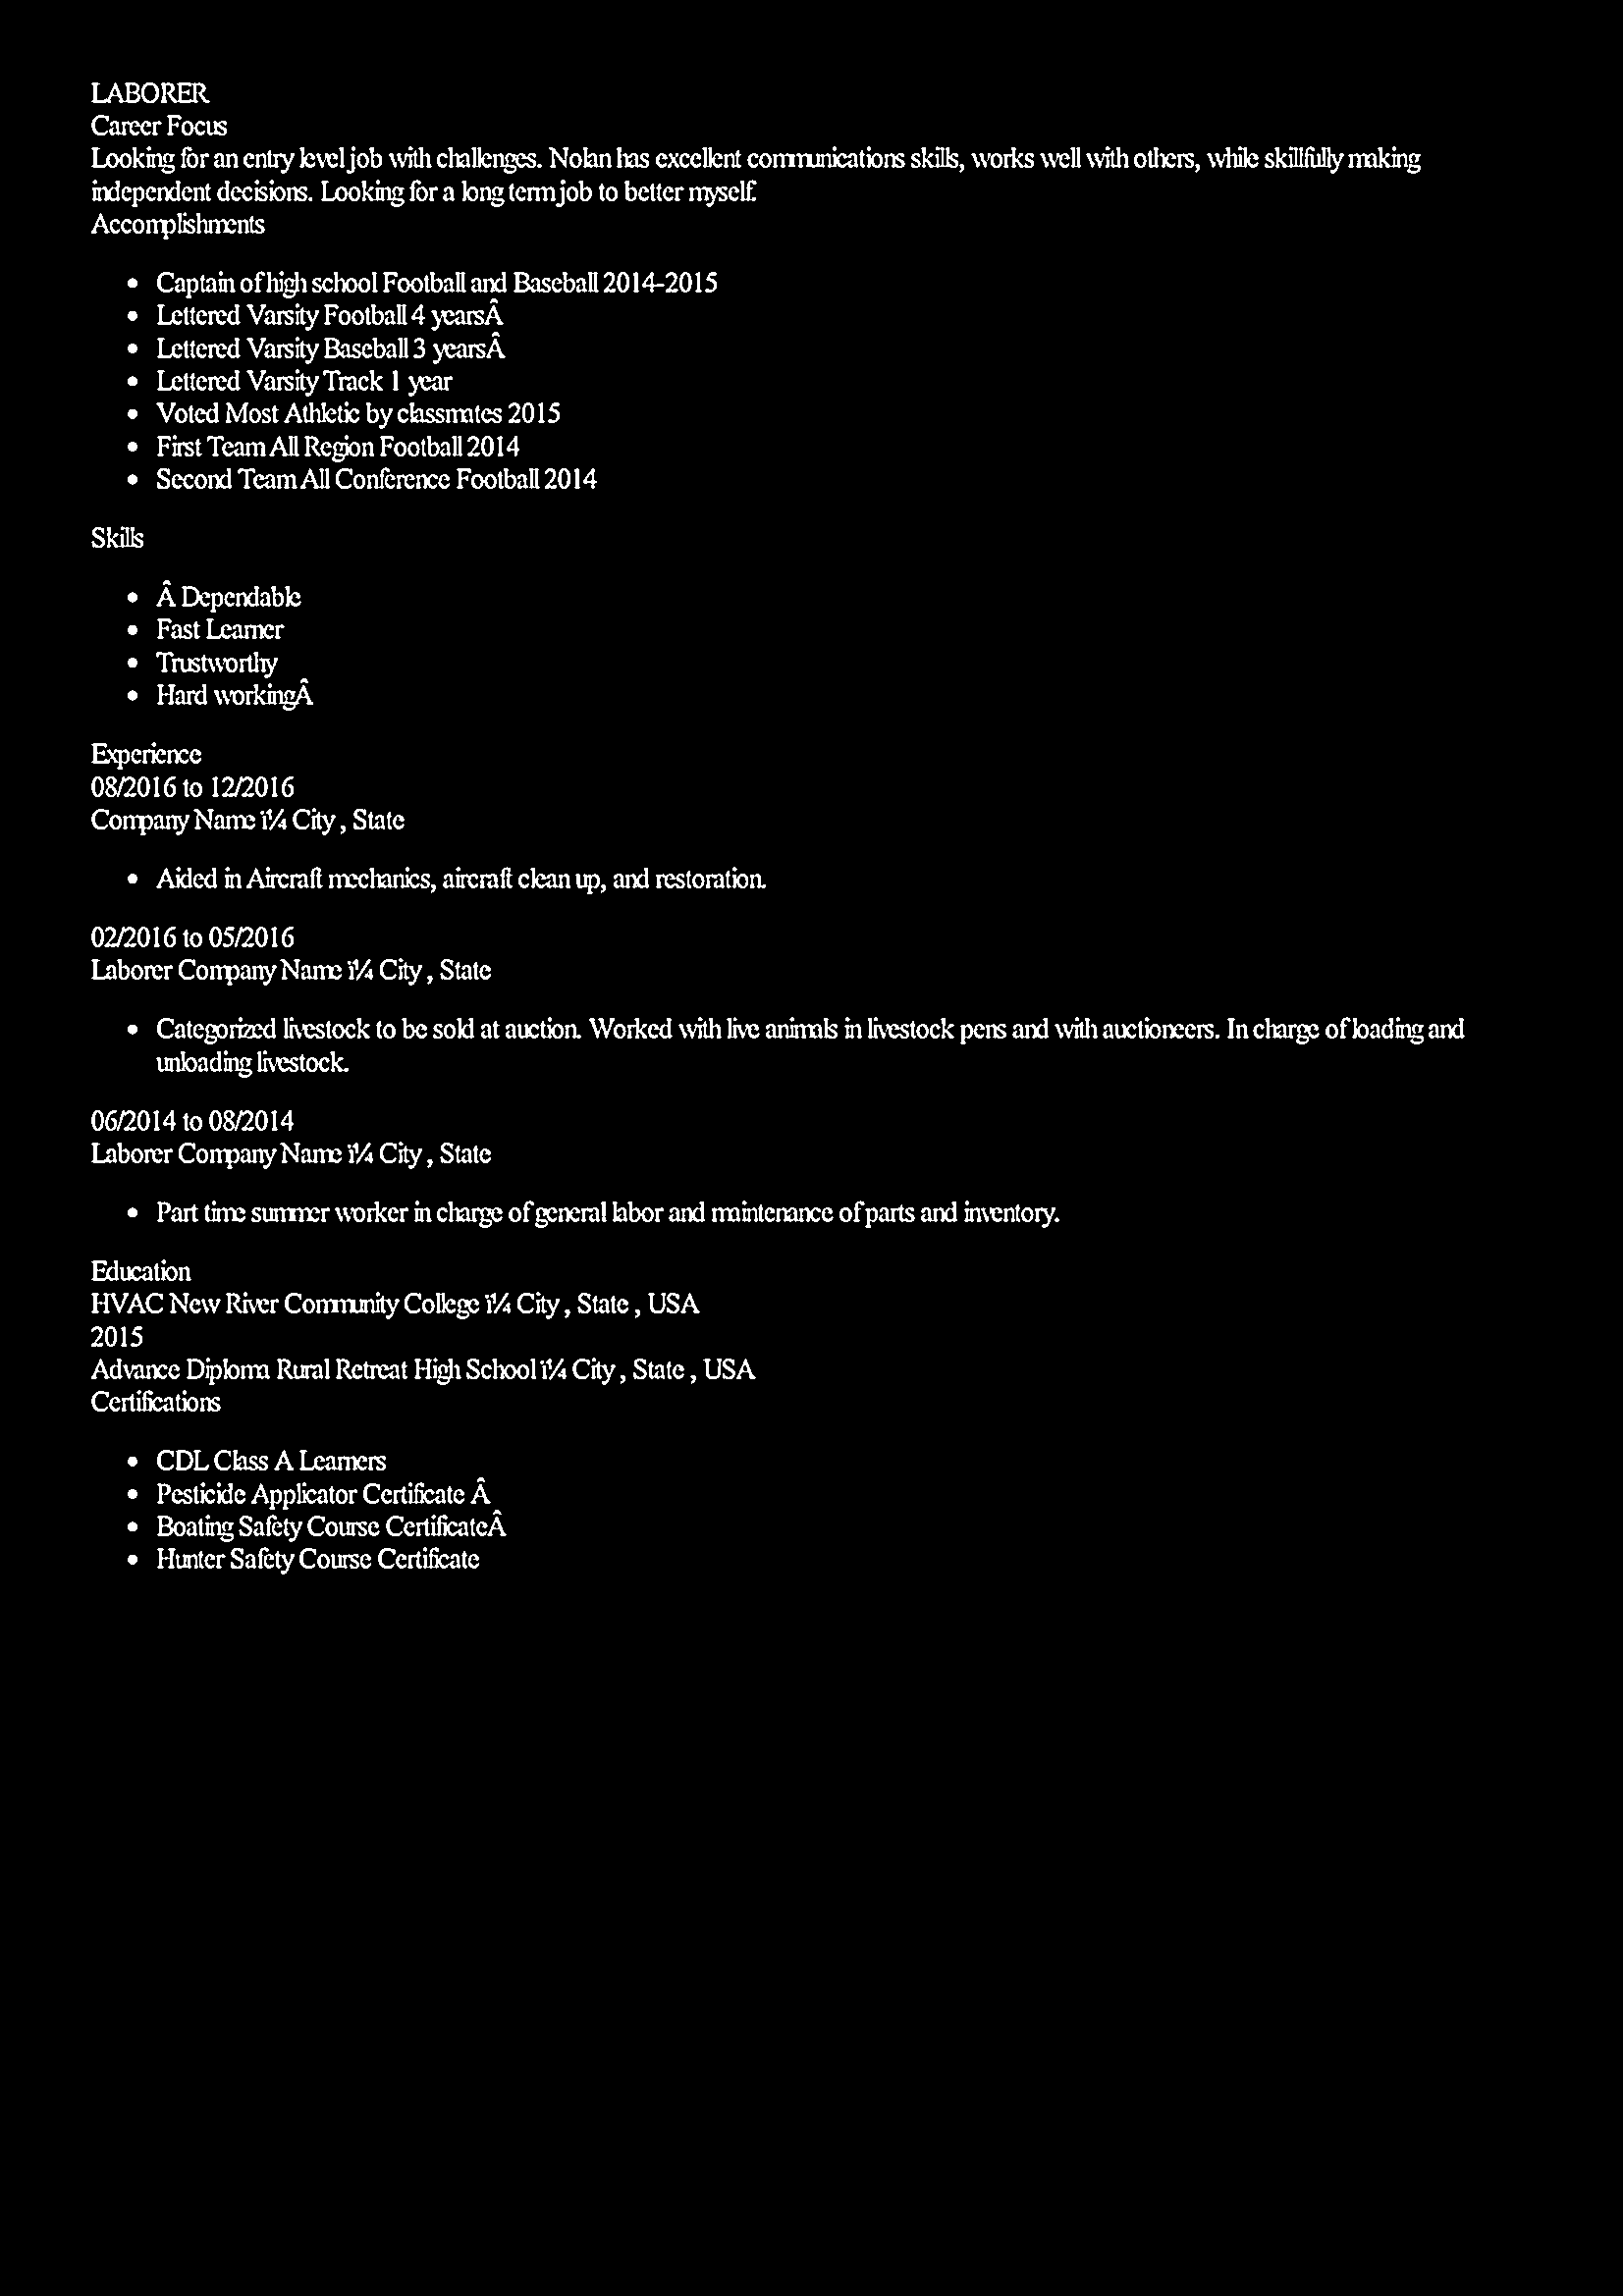 LABORER
Career Focus
Looking for an entry level job with challenges. Nolan has excellent communications skills, works well with others, while skillfully making
independent decisions. Looking for a long term job to better myself.
Accomplishments
• Captain of high school Football and Baseball 2014-2015
• Lettered Varsity Football 4 yearsÂ
• Lettered Varsity Baseball 3 yearsÂ
• Lettered Varsity Track 1 year
• Voted Most Athletic by classmates 2015
• First Team All Region Football 2014
• Second Team All Conference Football 2014
Skills
• Â Dependable
• Fast Learner
• Trustworthy
• Hard workingÂ
Experience
08/2016 to 12/2016
Company Name ï¼ City , State
• Aided in Aircraft mechanics, aircraft clean up, and restoration.
02/2016 to 05/2016
Laborer Company Name ï¼ City , State
• Categorized livestock to be sold at auction. Worked with live animals in livestock pens and with auctioneers. In charge of loading and
unloading livestock.
06/2014 to 08/2014
Laborer Company Name ï¼ City , State
• Part time summer worker in charge of general labor and maintenance of parts and inventory.
Education
HVAC New River Community College ï¼ City , State , USA
2015
Advance Diploma Rural Retreat High School ï¼ City , State , USA
Certifications
• CDL Class A Learners
• Pesticide Applicator Certificate Â
• Boating Safety Course CertificateÂ
• Hunter Safety Course Certificate